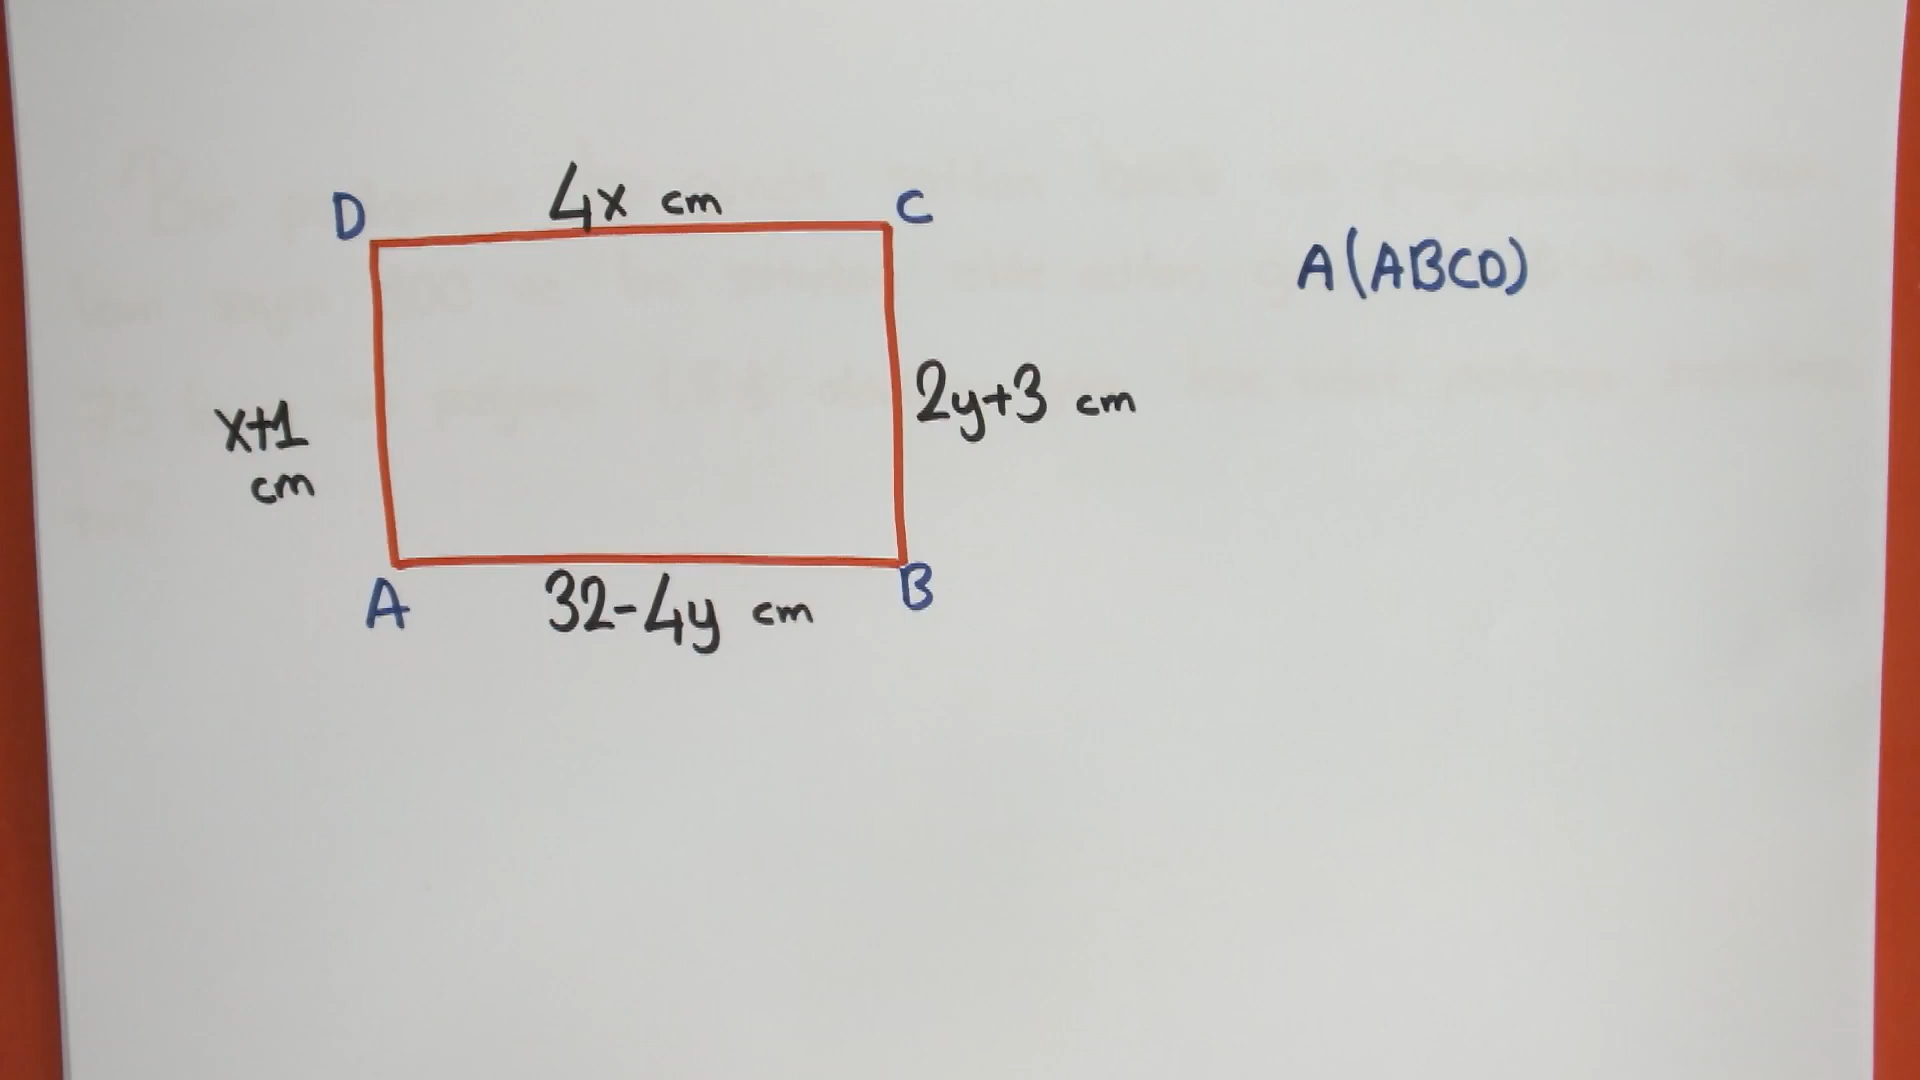 D 4x cm C
A(ABCD)
x+1
cm
2y+3 cm
A 32-4y cm B